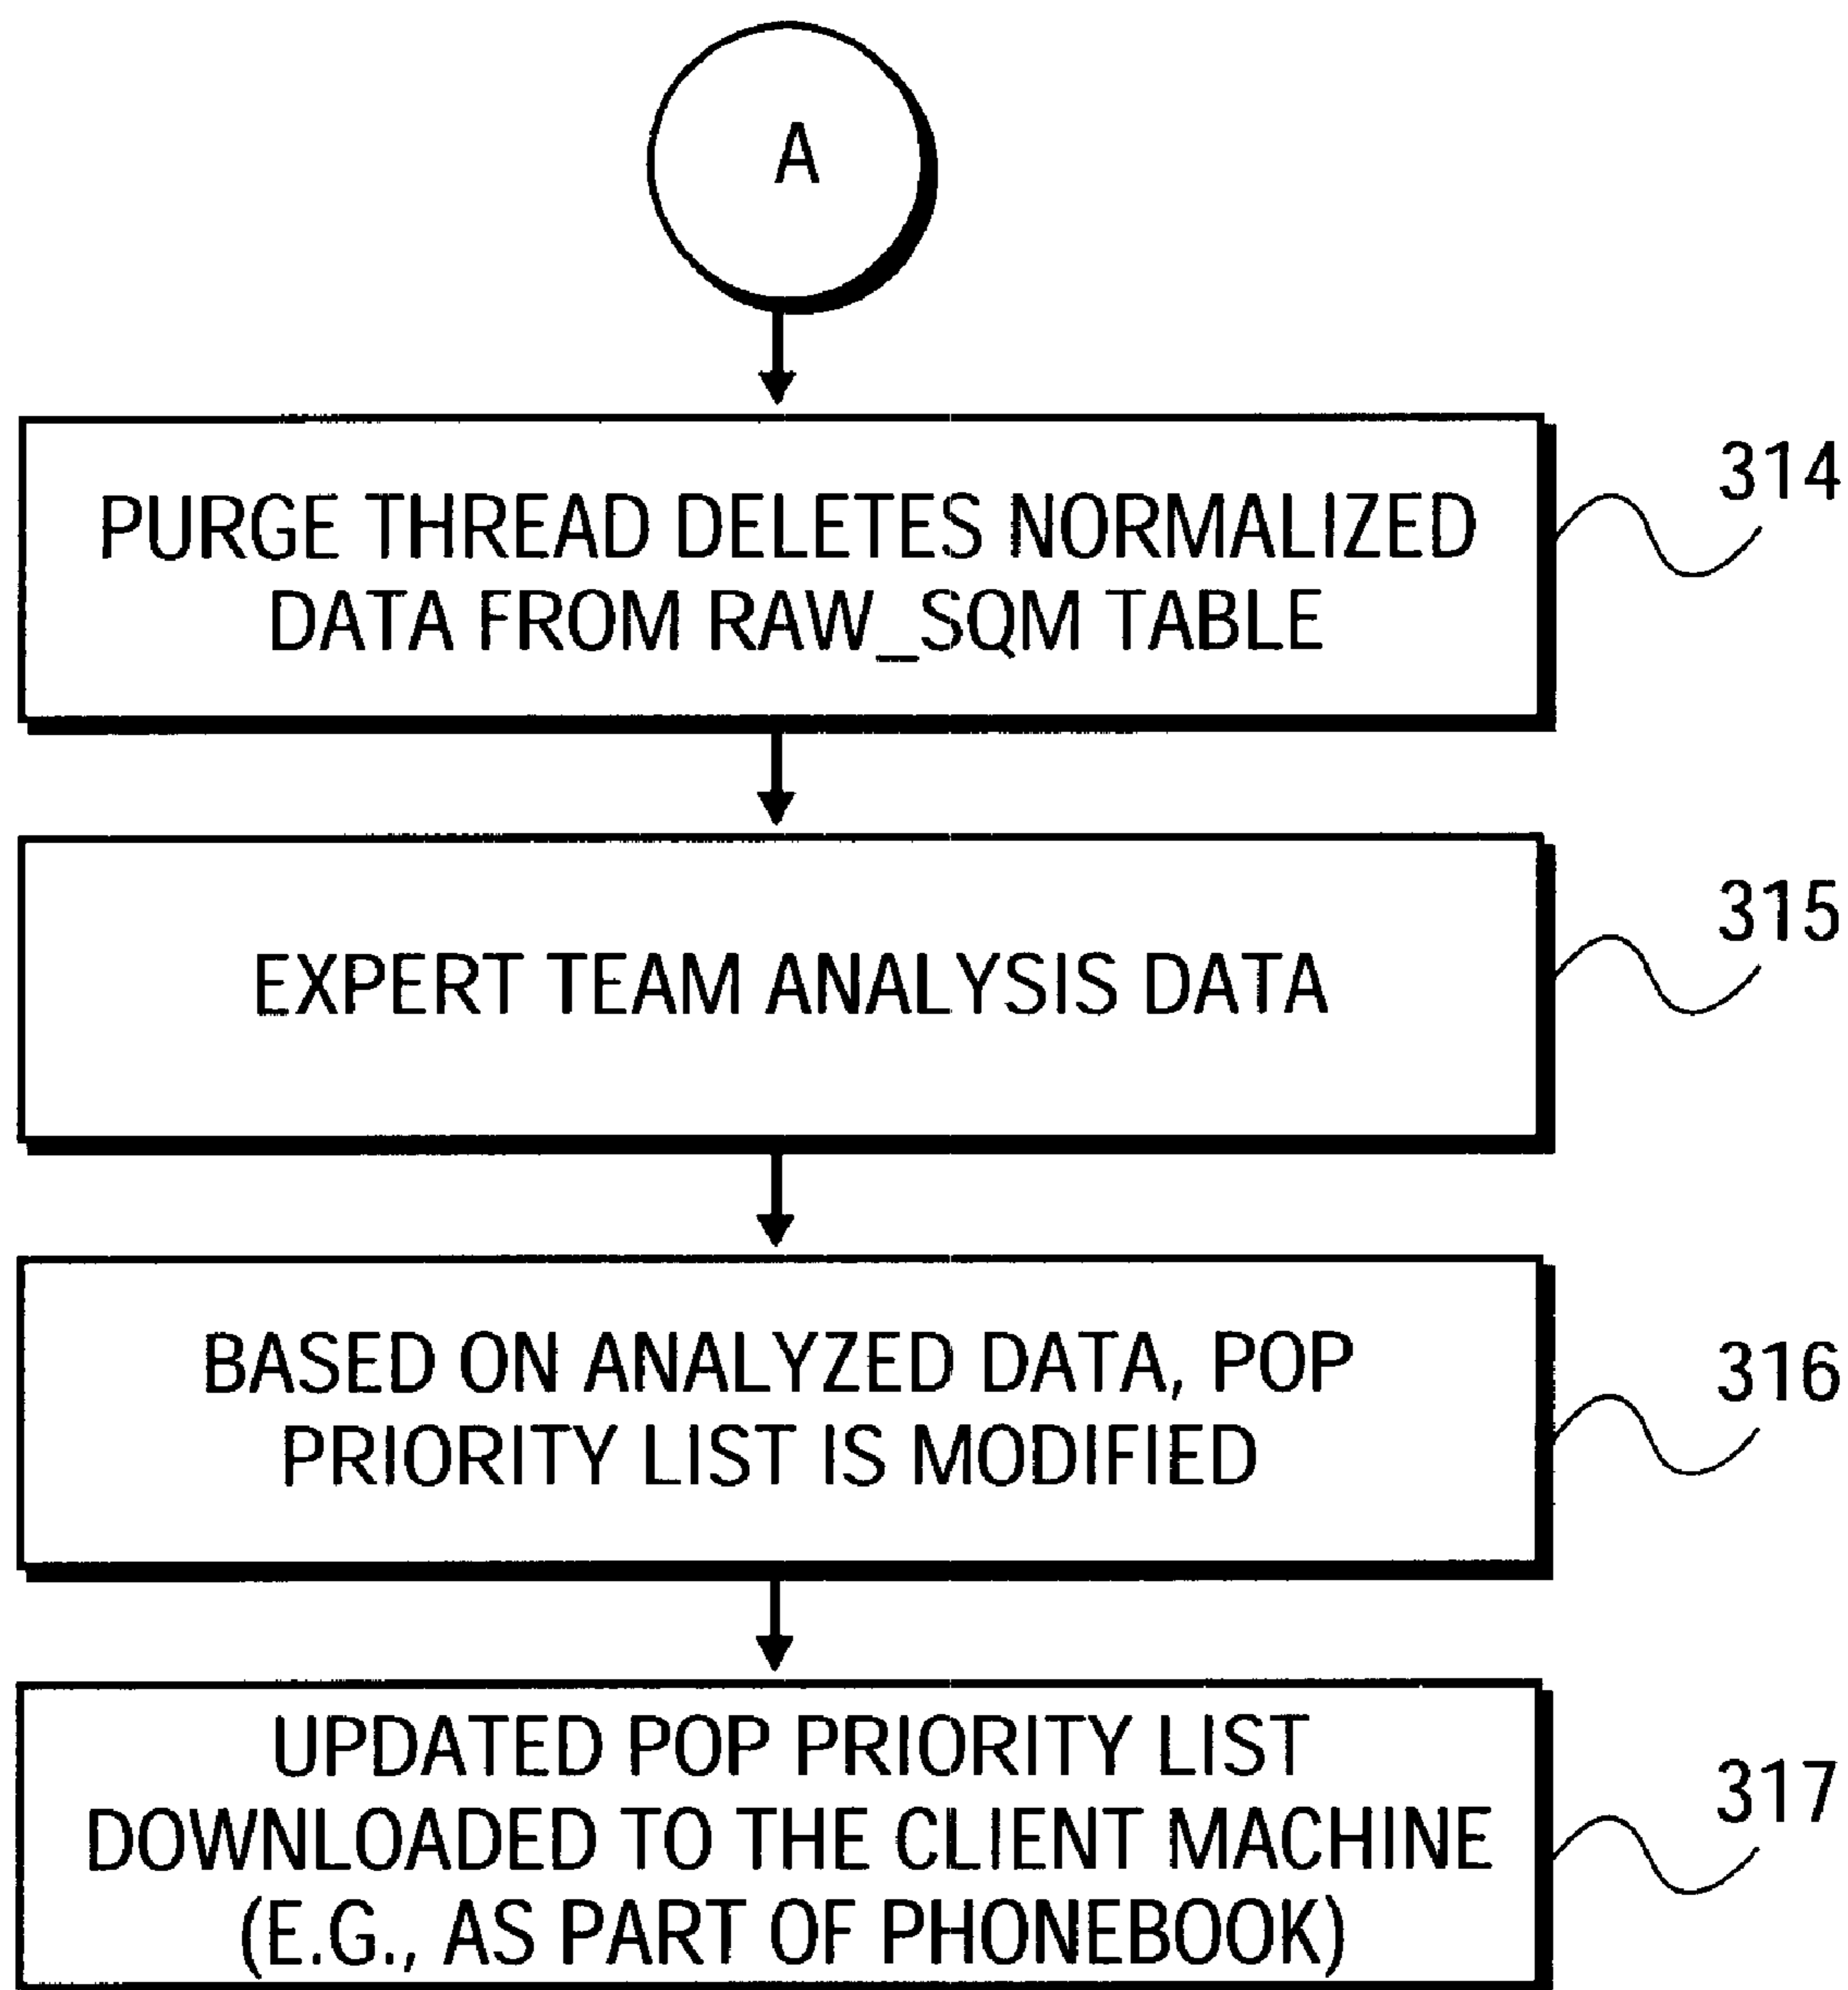 A
PURGE THREAD DELETES NORMALIZED
DATA FROM RAW_SQM TABLE
314
EXPERT TEAM ANALYSIS DATA
315
BASED ON ANALYZED DATA, POP
PRIORITY LIST IS MODIFIED
316
UPDATED POP PRIORITY LIST
DOWNLOADED TO THE CLIENT MACHINE
(E.G., AS PART OF PHONEBOOK)
317